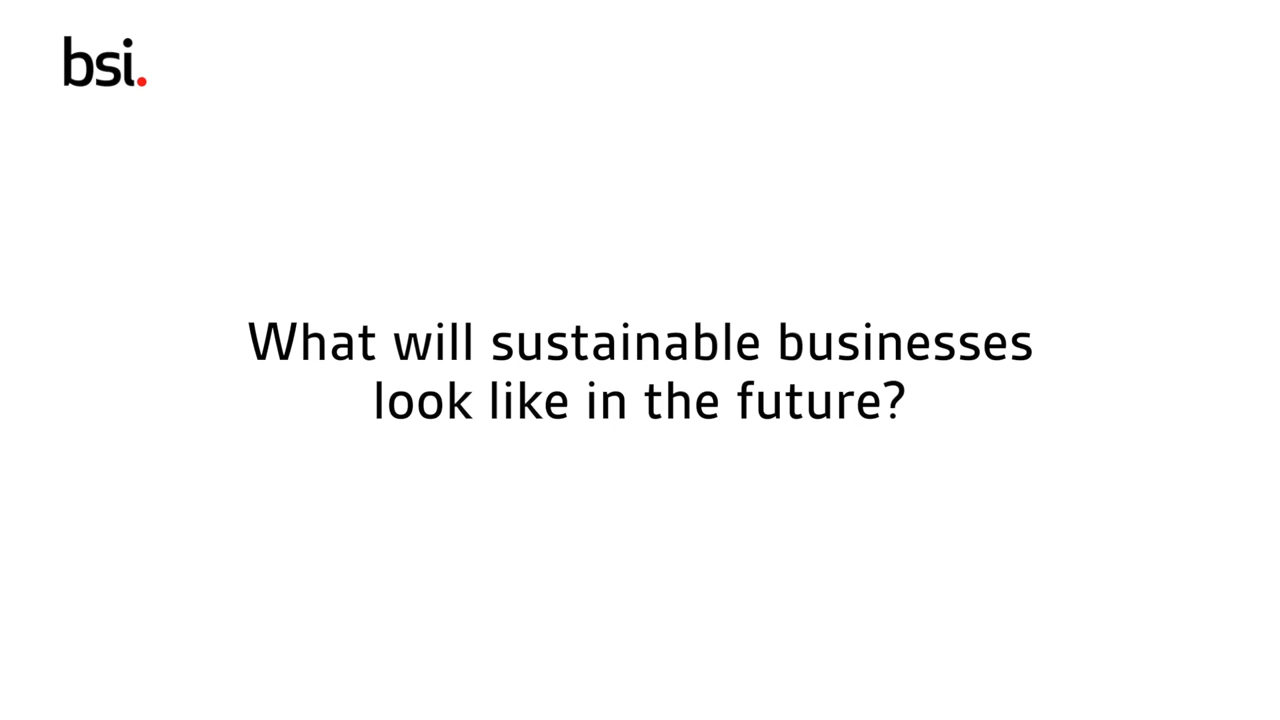 bsi.
What will sustainable businesses
look like in the future?